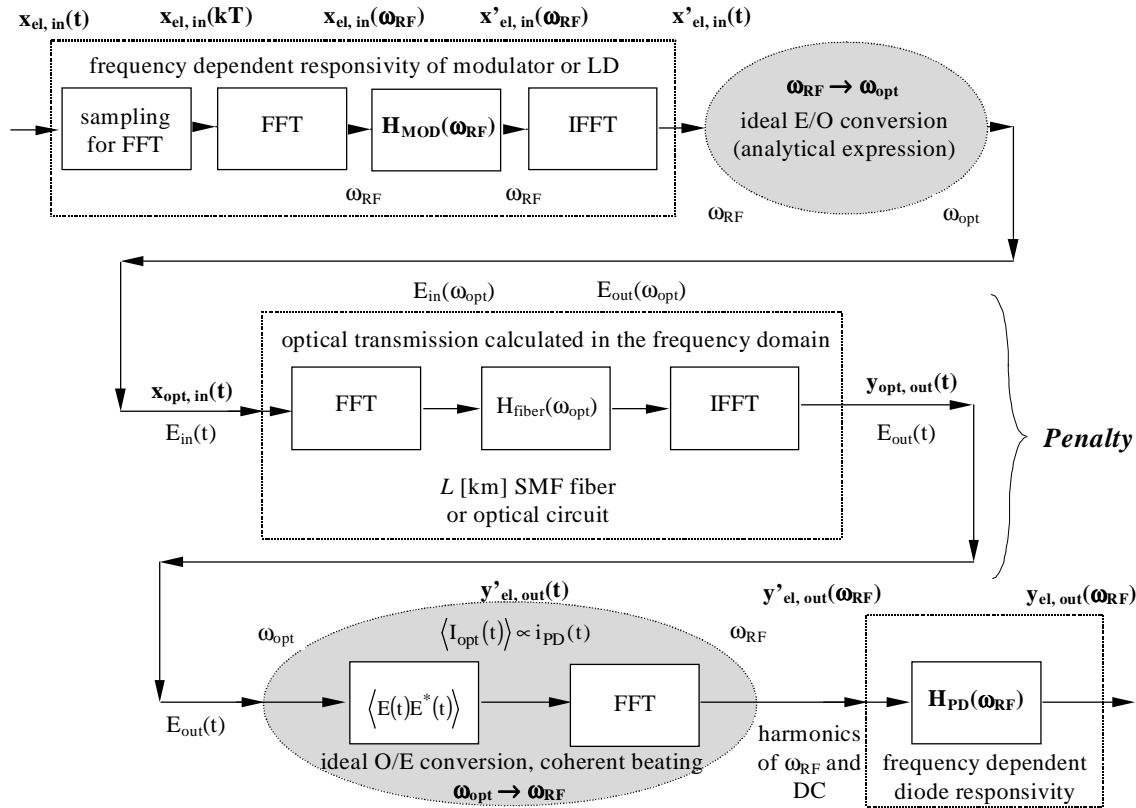 x_el, in(t) x_el, in(kT) x_el, in(ω_RF) x'_el, in(ω_RF) x'_el, in(t)
frequency dependent responsivity of modulator or LD
sampling
for FFT
FFT
H_MOD(ω_RF)
IFFT
ω_RF
ω_RF
ω_RF → ω_opt
ideal E/O conversion
(analytical expression)
ω_RF
ω_opt
E_in(ω_opt) E_out(ω_opt)
optical transmission calculated in the frequency domain
x_opt, in(t)
E_in(t)
FFT
H_fiber(ω_opt)
IFFT
y_opt, out(t)
E_out(t)
Penalty
L [km] SMF fiber
or optical circuit
y’_el, out(t) y’_el, out(ω_RF) y_el, out(ω_RF)
ω_opt
⟨I_opt(t)⟩ ∝ i_PD(t)
ω_RF
E_out(t)
⟨E(t)E*(t)⟩
FFT
H_PD(ω_RF)
ideal O/E conversion, coherent beating
ω_opt → ω_RF
harmonics
of ω_RF and
DC
frequency dependent
diode responsivity